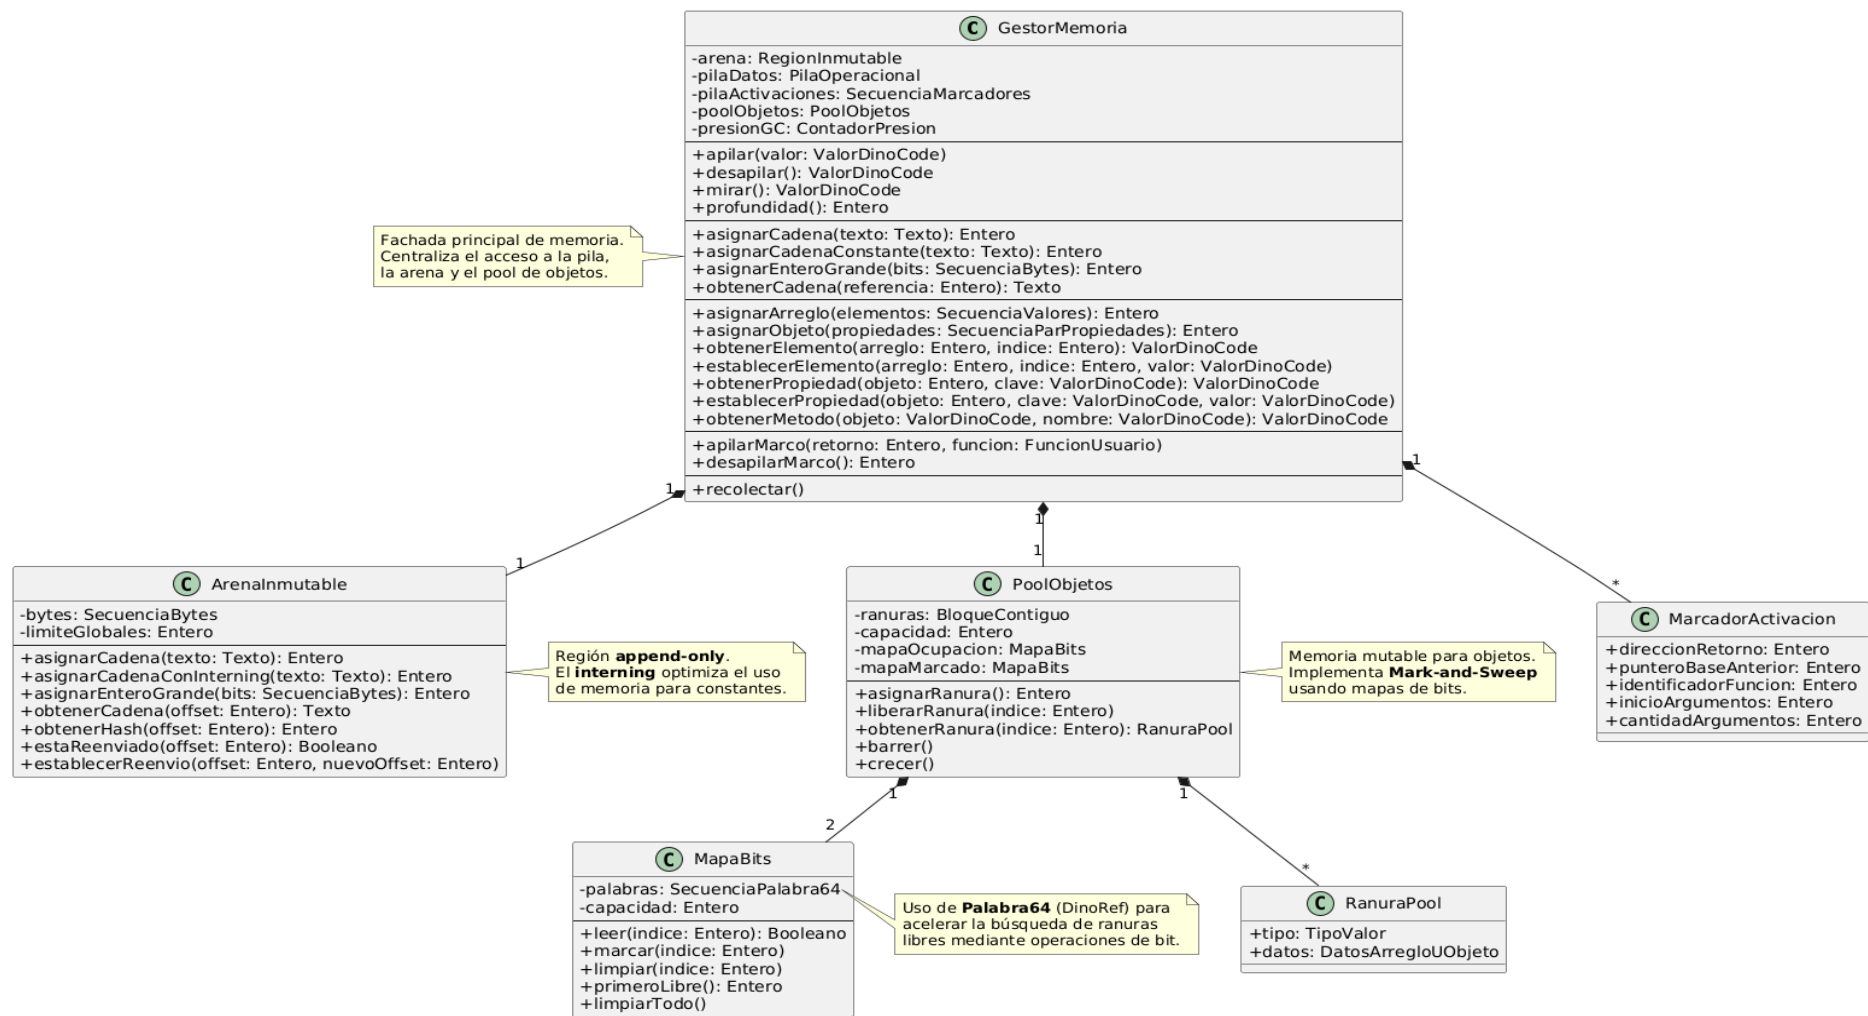 C GestorMemoria
-arena: RegionInmutable
-pilaDatos: PilaOperacional
-pilaActivaciones: SecuenciaMarcadores
-poolObjetos: PoolObjetos
-presionGC: ContadorPresion
+apilar(valor: ValorDinoCode)
+desapilar(): ValorDinoCode
+mirar(): ValorDinoCode
+profundidad(): Entero
+asignarCadena(texto: Texto): Entero
+asignarCadenaConstante(texto: Texto): Entero
+asignarEnteroGrande(bits: SecuenciaBytes): Entero
+obtenerCadena(referencia: Entero): Texto
+asignarArreglo(elementos: SecuenciaValores): Entero
+asignarObjeto(propiedades: SecuenciaParPropiedades): Entero
+obtenerElemento(arreglo: Entero, indice: Entero): ValorDinoCode
+establecerElemento(arreglo: Entero, indice: Entero, valor: ValorDinoCode)
+obtenerPropiedad(objeto: Entero, clave: ValorDinoCode): ValorDinoCode
+establecerPropiedad(objeto: Entero, clave: ValorDinoCode, valor: ValorDinoCode)
+obtenerMetodo(objeto: ValorDinoCode, nombre: ValorDinoCode): ValorDinoCode
+apilarMarco(retorno: Entero, funcion: FuncionUsuario)
+desapilarMarco(): Entero
+recolectar()
Fachada principal de memoria.
Centraliza el acceso a la pila,
la arena y el pool de objetos.
1
1
1
1
1
*
C ArenaInmutable
-bytes: SecuenciaBytes
-limiteGlobales: Entero
+asignarCadena(texto: Texto): Entero
+asignarCadenaConInterning(texto: Texto): Entero
+asignarEnteroGrande(bits: SecuenciaBytes): Entero
+obtenerCadena(offset: Entero): Texto
+obtenerHash(offset: Entero): Entero
+estaReenviado(offset: Entero): Booleano
+establecerReenvio(offset: Entero, nuevoOffset: Entero)
Región append-only.
El interning optimiza el uso
de memoria para constantes.
C PoolObjetos
-ranuras: BloqueContiguo
-capacidad: Entero
-mapaOcupacion: MapaBits
-mapaMarcado: MapaBits
+asignarRanura(): Entero
+liberarRanura(indice: Entero)
+obtenerRanura(indice: Entero): RanuraPool
+barrer()
+crecer()
Memoria mutable para objetos.
Implementa Mark-and-Sweep
usando mapas de bits.
C MarcadorActivacion
+direccionRetorno: Entero
+punteroBaseAnterior: Entero
+identificadorFuncion: Entero
+inicioArgumentos: Entero
+cantidadArgumentos: Entero
1
2
1
*
C MapaBits
-palabras: SecuenciaPalabra64
-capacidad: Entero
+leer(indice: Entero): Booleano
+marcar(indice: Entero)
+limpiar(indice: Entero)
+primeroLibre(): Entero
+limpiarTodo()
Uso de Palabra64 (DinoRef) para
acelerar la búsqueda de ranuras
libres mediante operaciones de bit.
C RanuraPool
+tipo: TipoValor
+datos: DatosArregloUObjeto